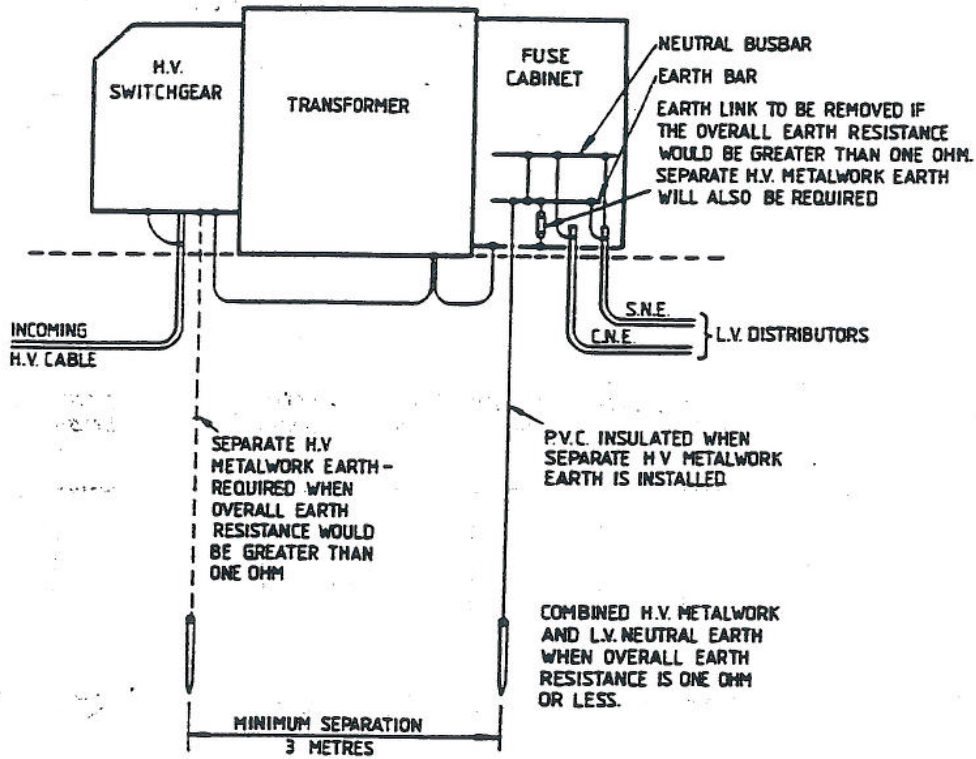 H.V.
SWITCHGEAR
TRANSFORMER
FUSE
CABINET
NEUTRAL BUSBAR
EARTH BAR
EARTH LINK TO BE REMOVED IF
THE OVERALL EARTH RESISTANCE
WOULD BE GREATER THAN ONE OHM.
SEPARATE H.V. METALWORK EARTH
WILL ALSO BE REQUIRED
INCOMING
H.V. CABLE
S.N.E.
C.N.E.
L.V. DISTRIBUTORS
SEPARATE H.V
METALWORK EARTH-
REQUIRED WHEN
OVERALL EARTH
RESISTANCE WOULD
BE GREATER THAN
ONE OHM
P.V.C. INSULATED WHEN
SEPARATE H V METALWORK
EARTH IS INSTALLED
COMBINED H.V. METALWORK
AND L.V. NEUTRAL EARTH
WHEN OVERALL EARTH
RESISTANCE IS ONE OHM
OR LESS.
MINIMUM SEPARATION
3 METRES